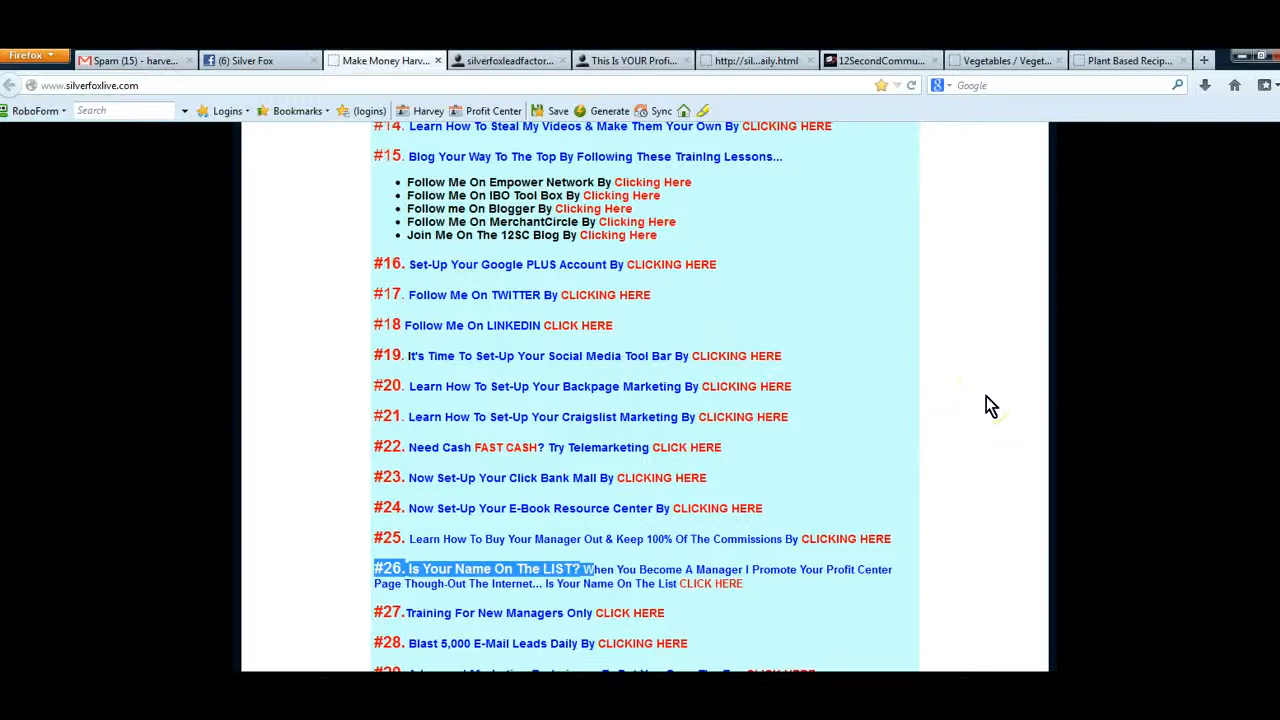 Firefox
Spam (15) - harve...
(6) Silver Fox
Make Money Harv...
silverfoxleadfactor...
This Is YOUR Profi...
http://sil...aily.html
12SecondCommu...
Vegetables / Veget...
Plant Based Recip...
www.silverfoxlive.com
Google
RoboForm
Search
Logins
Bookmarks
(logins)
Harvey
Profit Center
Save
Generate
Sync
#14. Learn How To Steal My Videos & Make Them Your Own By CLICKING HERE
#15. Blog Your Way To The Top By Following These Training Lessons...
• Follow Me On Empower Network By Clicking Here
• Follow Me On IBO Tool Box By Clicking Here
• Follow me On Blogger By Clicking Here
• Follow Me On MerchantCircle By Clicking Here
• Join Me On The 12SC Blog By Clicking Here
#16. Set-Up Your Google PLUS Account By CLICKING HERE
#17. Follow Me On TWITTER By CLICKING HERE
#18 Follow Me On LINKEDIN CLICK HERE
#19. It's Time To Set-Up Your Social Media Tool Bar By CLICKING HERE
#20. Learn How To Set-Up Your Backpage Marketing By CLICKING HERE
#21. Learn How To Set-Up Your Craigslist Marketing By CLICKING HERE
#22. Need Cash FAST CASH? Try Telemarketing CLICK HERE
#23. Now Set-Up Your Click Bank Mall By CLICKING HERE
#24. Now Set-Up Your E-Book Resource Center By CLICKING HERE
#25. Learn How To Buy Your Manager Out & Keep 100% Of The Commissions By CLICKING HERE
#26. Is Your Name On The LIST? When You Become A Manager I Promote Your Profit Center
Page Though-Out The Internet... Is Your Name On The List CLICK HERE
#27.Training For New Managers Only CLICK HERE
#28. Blast 5,000 E-Mail Leads Daily By CLICKING HERE